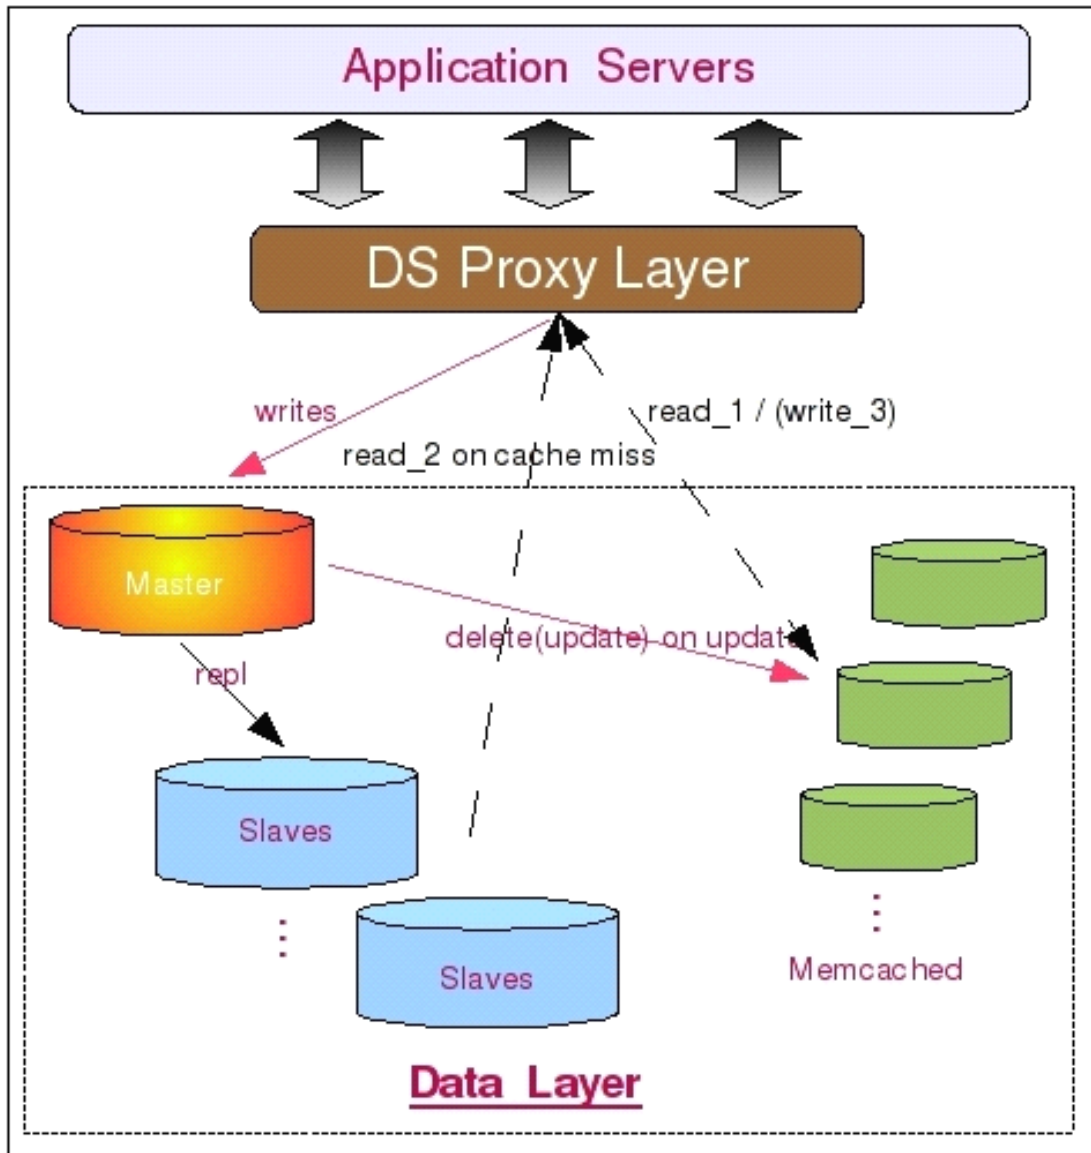 Application Servers
DS Proxy Layer
writes
read_1 / (write_3)
read_2 on cache miss
Master
delete(update) on update
repl
Slaves
Slaves
Memcached
Data Layer